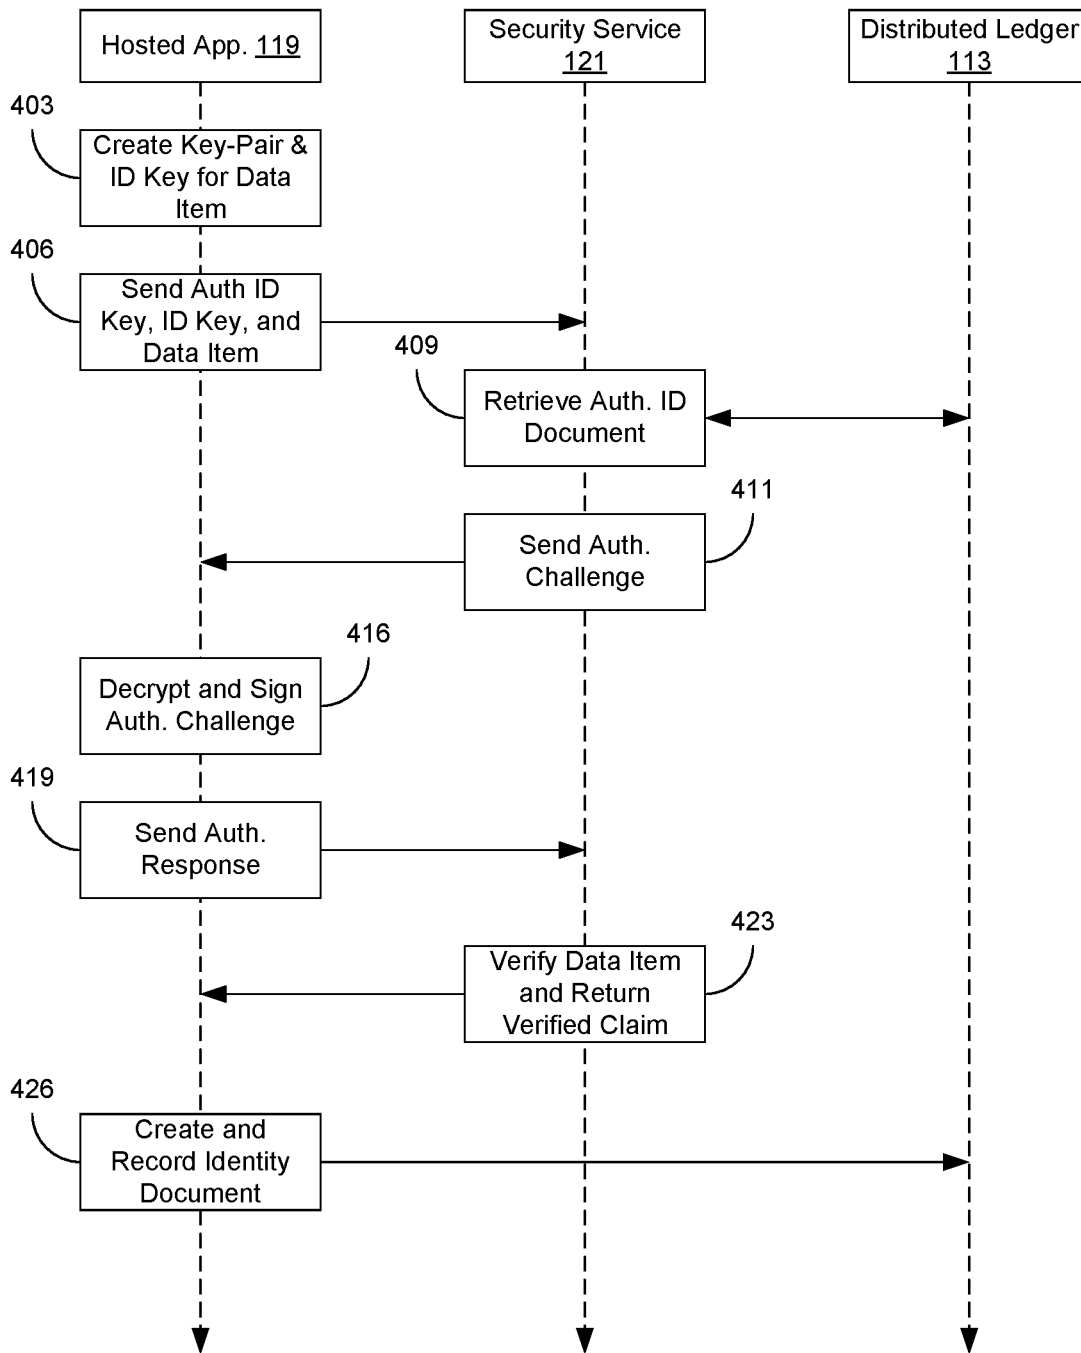 Hosted App. 119
Security Service
121
Distributed Ledger
113
403
Create Key-Pair &
ID Key for Data
Item
406
Send Auth ID
Key, ID Key, and
Data Item
409
Retrieve Auth. ID
Document
411
Send Auth.
Challenge
416
Decrypt and Sign
Auth. Challenge
419
Send Auth.
Response
423
Verify Data Item
and Return
Verified Claim
426
Create and
Record Identity
Document